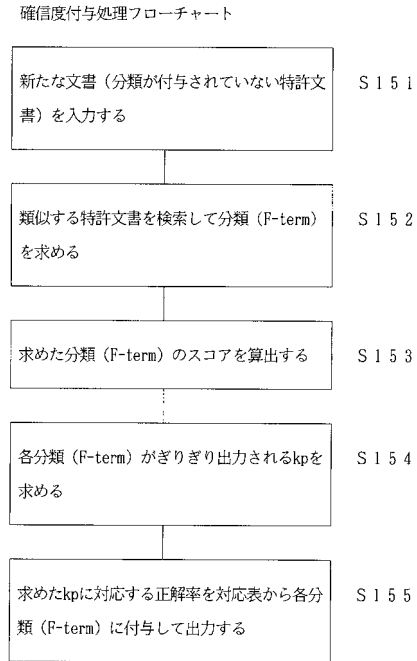 確信度付与処理フローチャート
新たな文書（分類が付与されていない特許文
書）を入力する
Ｓ１５１
類似する特許文書を検索して分類（F-term）
を求める
Ｓ１５２
求めた分類（F-term）のスコアを算出する
Ｓ１５３
各分類（F-term）がぎりぎり出力されるkpを
求める
Ｓ１５４
求めたkpに対応する正解率を対応表から各分
類（F-term）に付与して出力する
Ｓ１５５